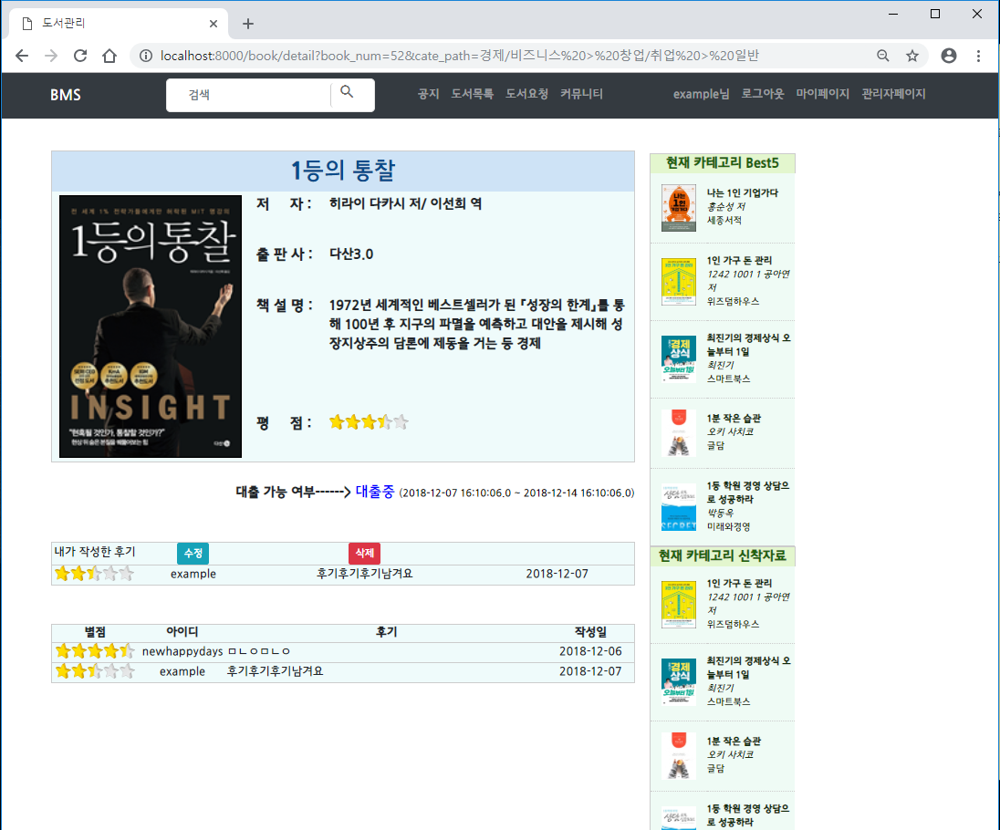 도서관리
localhost:8000/book/detail?book_num=52&cate_path=경제/비즈니스%20>%20창업/취업%20>%20일반
BMS
검색
공지 도서목록 도서요청 커뮤니티
example님 로그아웃 마이페이지 관리자페이지
1등의 통찰
전 세계 1% 전략가들에게만 허락된 MIT 명강의
1등의 통찰
INSIGHT
"현혹될 것인가, 통찰할 것인가?"
현상 뒤 숨은 본질을 꿰뚫어보는 힘
저 자 : 히라이 다카시 저/ 이선희 역
출 판 사 : 다산3.0
책 설 명 : 1972년 세계적인 베스트셀러가 된 『성장의 한계』를 통
해 100년 후 지구의 파멸을 예측하고 대안을 제시해 성
장지상주의 담론에 제동을 거는 등 경제
평 점 :
대출 가능 여부------> 대출중 (2018-12-07 16:10:06.0 ~ 2018-12-14 16:10:06.0)
내가 작성한 후기 수정 삭제
example 후기후기후기남겨요 2018-12-07
별점 아이디 후기 작성일
newhappydays ㅁㄴㅇㅁㄴㅇ 2018-12-06
example 후기후기후기남겨요 2018-12-07
현재 카테고리 Best5
나는 1인 기업가다
홍순성 저
세종서적
1인 가구 돈 관리
1242 1001 1 공아연
저
위즈덤하우스
최진기의 경제상식 오
늘부터 1일
최진기
스마트북스
1분 작은 습관
오키 사치코
글담
1등 학원 경영 상담으
로 성공하라
박동옥
미래와경영
현재 카테고리 신착자료
1인 가구 돈 관리
1242 1001 1 공아연
저
위즈덤하우스
최진기의 경제상식 오
늘부터 1일
최진기
스마트북스
1분 작은 습관
오키 사치코
글담
1등 학원 경영 상담으
로 성공하라